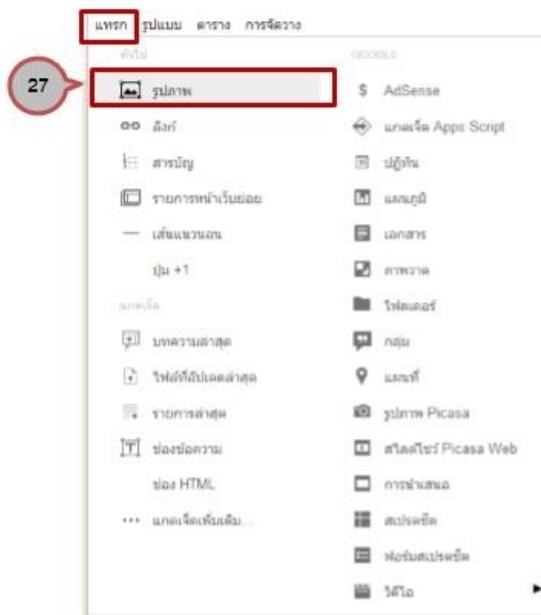 แทรก รูปแบบ ตาราง การจัดวาง
27
ทั่วไป
รูปภาพ
ลิงก์
สารบัญ
รายการหน้าเว็บย่อย
เส้นแนวนอน
ปุ่ม +1
แกดเจ็ต
บทความล่าสุด
ไฟล์ที่อัปเดตล่าสุด
รายการล่าสุด
ช่องข้อความ
ช่อง HTML
แกดเจ็ตเพิ่มเติม...
GOOGLE
AdSense
แกดเจ็ต Apps Script
ปฏิทิน
แผนภูมิ
เอกสาร
ภาพวาด
โฟลเดอร์
กลุ่ม
แผนที่
รูปภาพ Picasa
สไลด์โชว์ Picasa Web
การนำเสนอ
สเปรดชีต
ฟอร์มสเปรดชีต
วิดีโอ